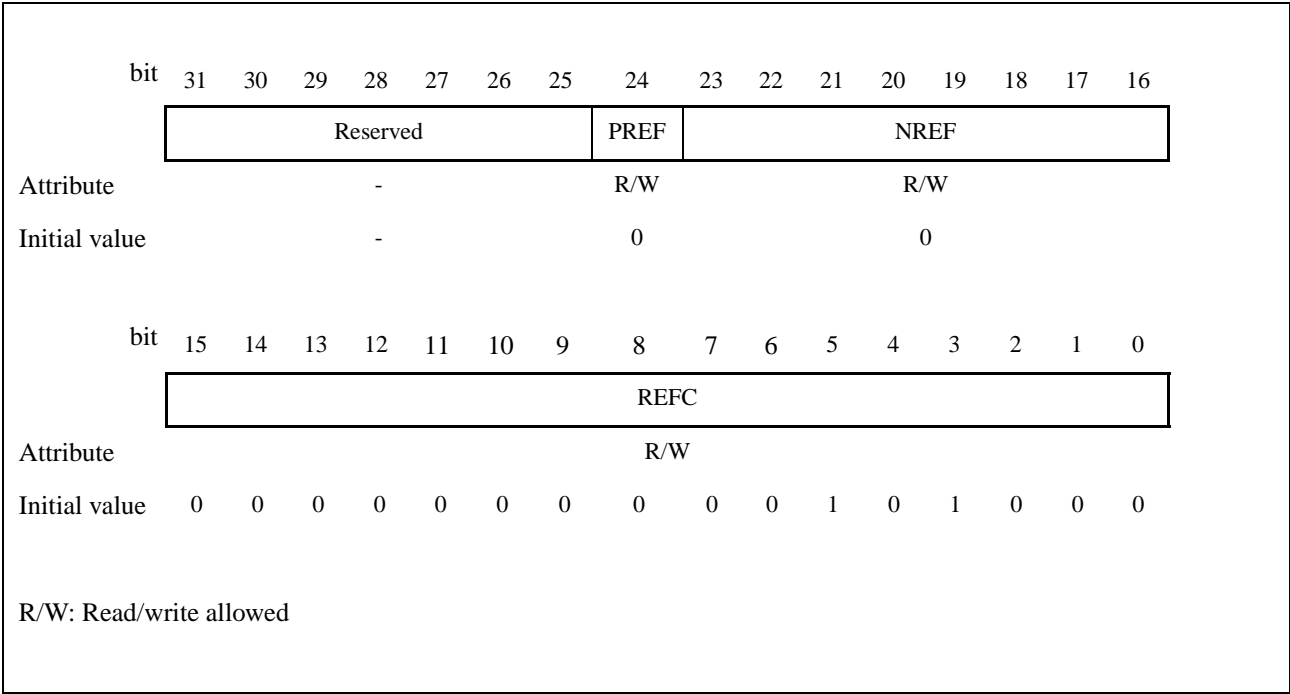 bit 31 30 29 28 27 26 25 24 23 22 21 20 19 18 17 16
Reserved PREF NREF
Attribute - R/W R/W
Initial value - 0 0
bit 15 14 13 12 11 10 9 8 7 6 5 4 3 2 1 0
REFC
Attribute R/W
Initial value 0 0 0 0 0 0 0 0 0 0 1 0 1 0 0 0
R/W: Read/write allowed